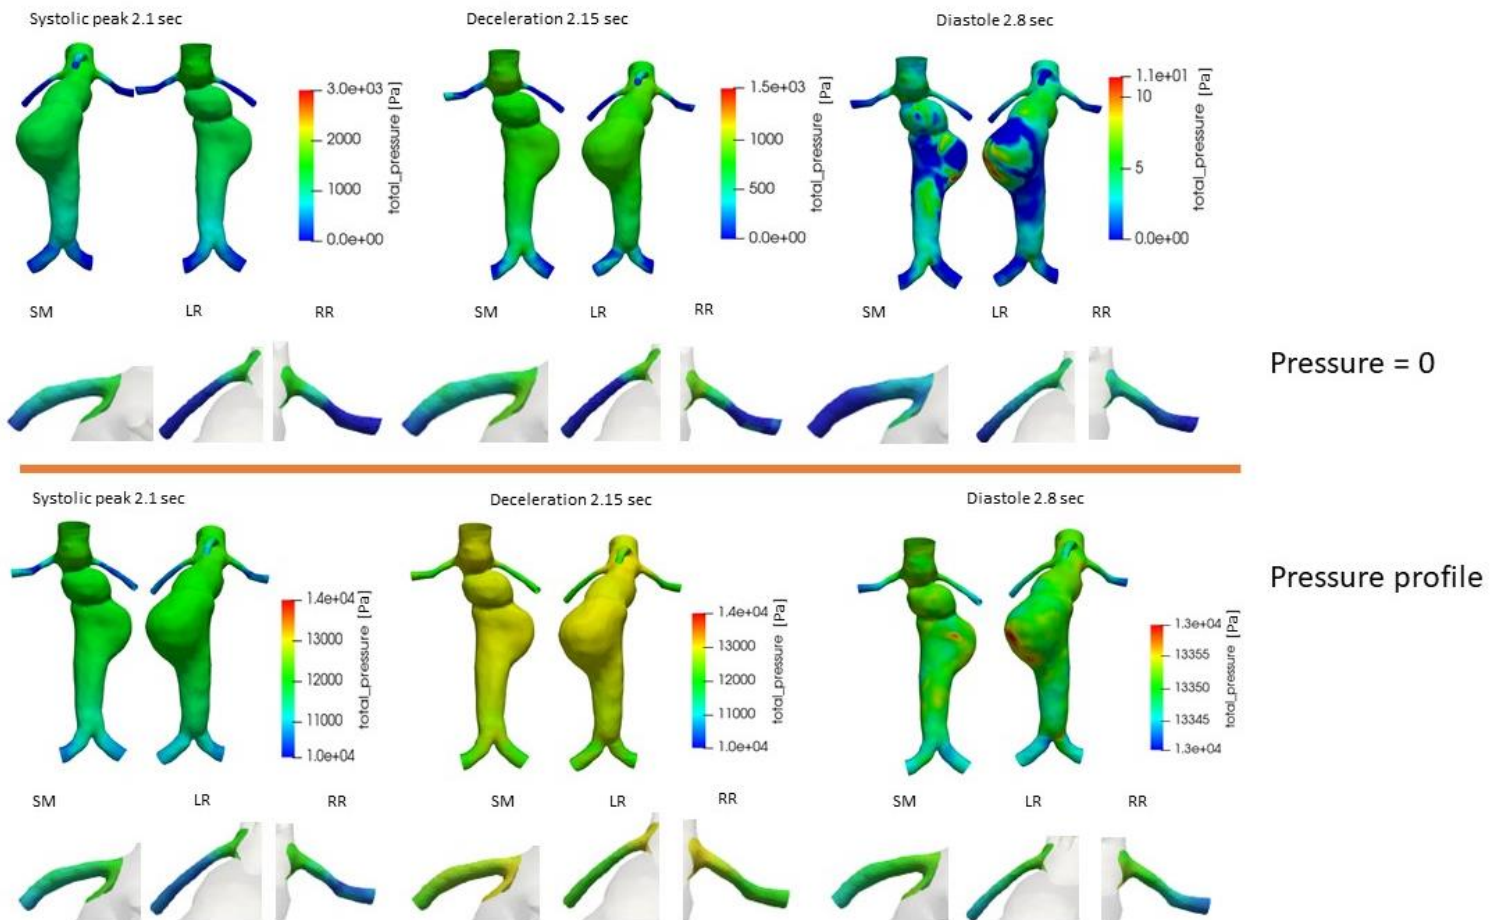 Systolic peak 2.1 sec
Deceleration 2.15 sec
Diastole 2.8 sec
3.0e+03
2000
1000
0.0e+00
total_pressure [Pa]
1.5e+03
1000
500
0.0e+00
total_pressure [Pa]
1.1e+01
10
5
0.0e+00
total_pressure [Pa]
SM
LR
RR
SM
LR
RR
SM
LR
RR
Pressure = 0
Systolic peak 2.1 sec
Deceleration 2.15 sec
Diastole 2.8 sec
Pressure profile
1.4e+04
13000
12000
11000
1.0e+04
total_pressure [Pa]
1.4e+04
13000
12000
11000
1.0e+04
total_pressure [Pa]
1.3e+04
13355
13350
13345
1.3e+04
total_pressure [Pa]
SM
LR
RR
SM
LR
RR
SM
LR
RR